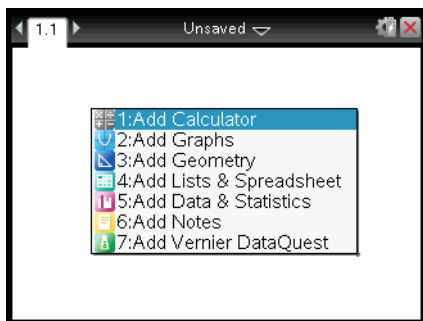 1.1 Unsaved
1:Add Calculator
2:Add Graphs
3:Add Geometry
4:Add Lists & Spreadsheet
5:Add Data & Statistics
6:Add Notes
7:Add Vernier DataQuest